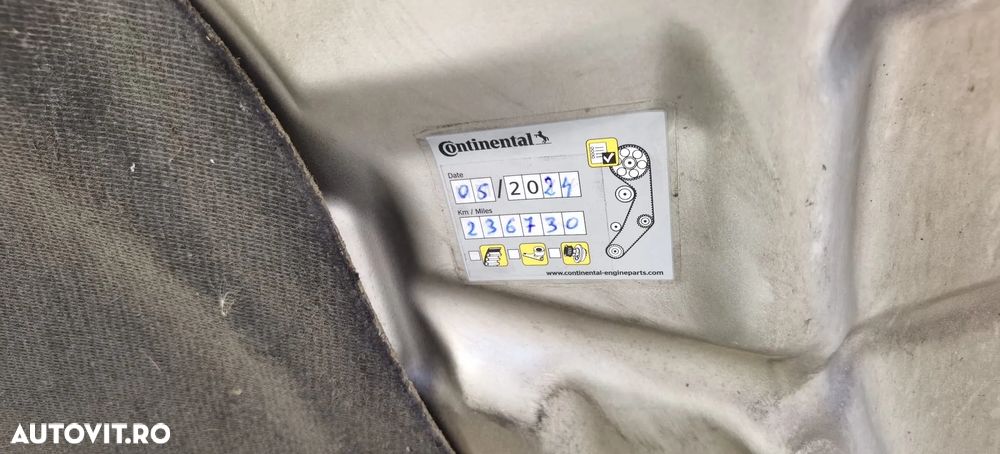 Continental
Date
05/2024
Km / Miles
236730
www.continental-engineparts.com
AUTOVIT.RO